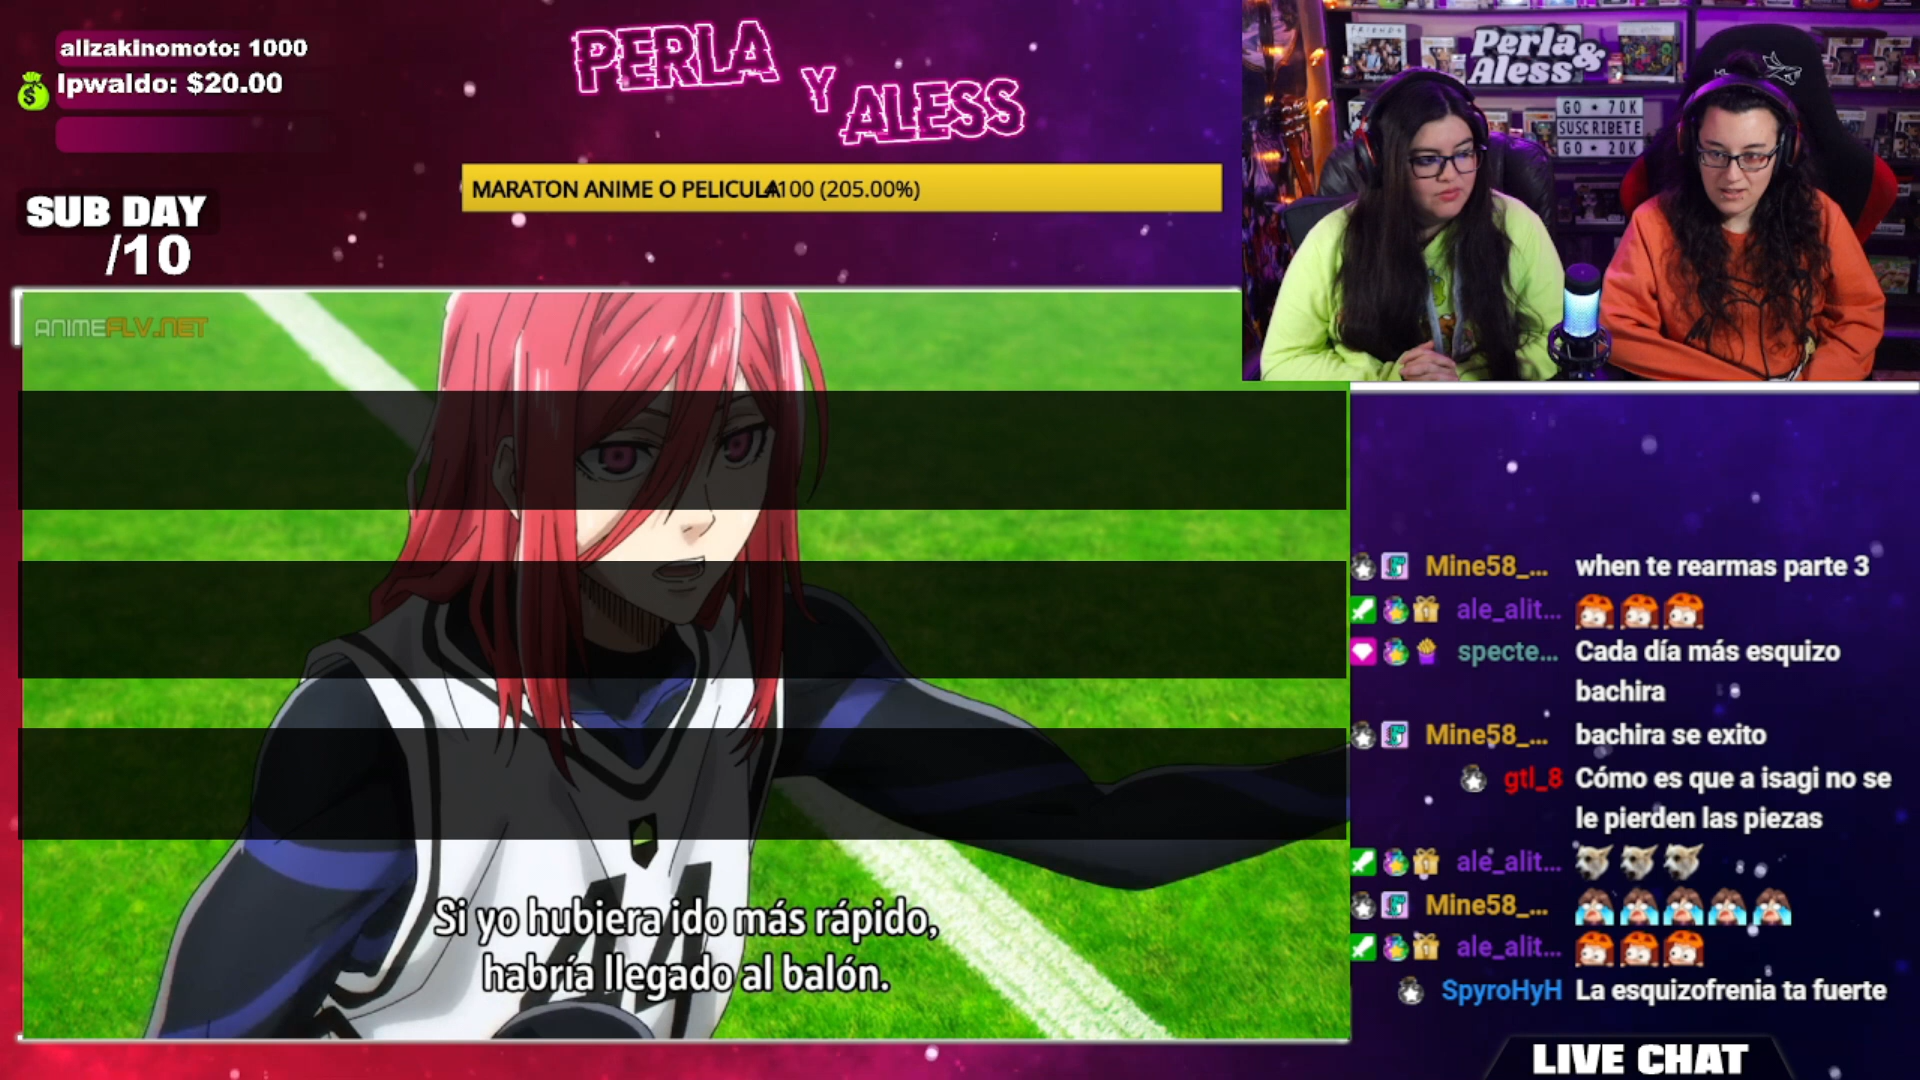 alizakinomoto: 1000
lpwaldo: $20.00
SUB DAY
/10
PERLA
Y
ALESS
MARATON ANIME O PELICULA 100 (205.00%)
FRIENDS
Perla&
Aless
GO * 70K
SUSCRIBETE
GO * 20K
ANIMEFLV.NET
Si yo hubiera ido más rápido,
habría llegado al balón.
Mine58_... when te rearmas parte 3
ale_alit...
specte... Cada día más esquizo
bachira
Mine58_... bachira se exito
gtl_8 Cómo es que a isagi no se
le pierden las piezas
ale_alit...
Mine58_...
ale_alit...
SpyroHyH La esquizofrenia ta fuerte
LIVE CHAT